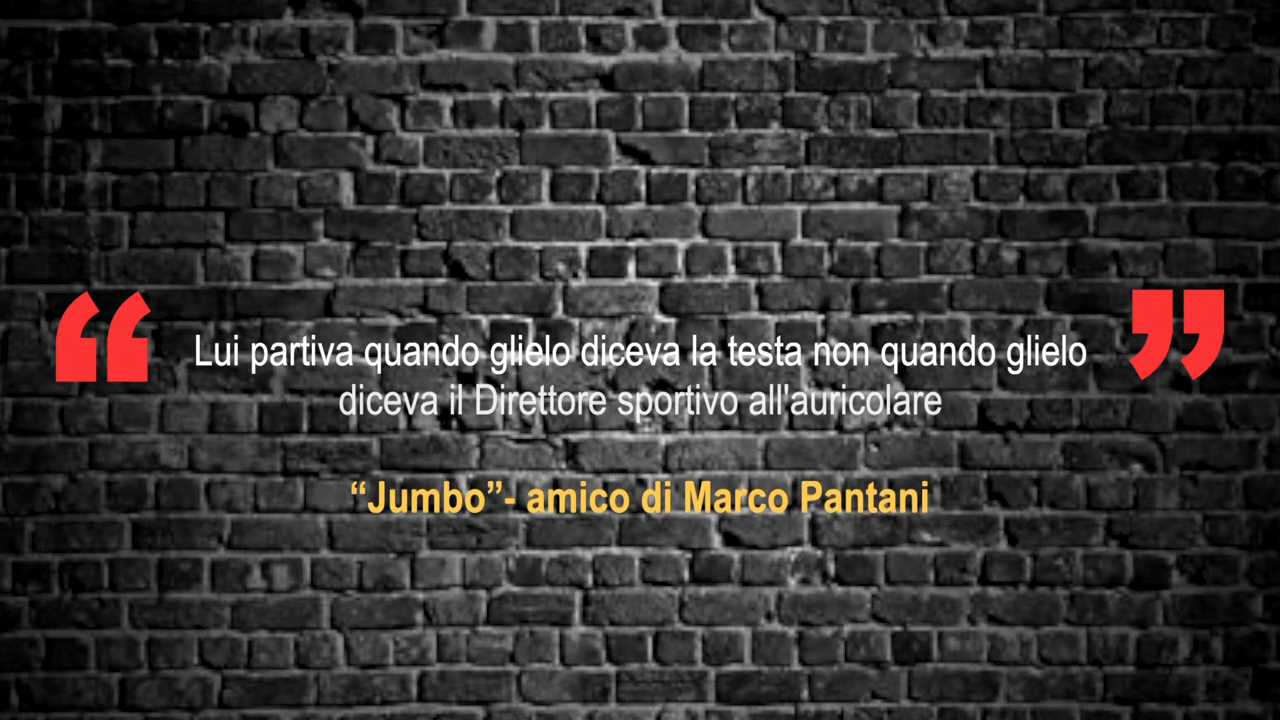 “ Lui partiva quando glielo diceva la testa non quando glielo ”
diceva il Direttore sportivo all'auricolare
“Jumbo”- amico di Marco Pantani